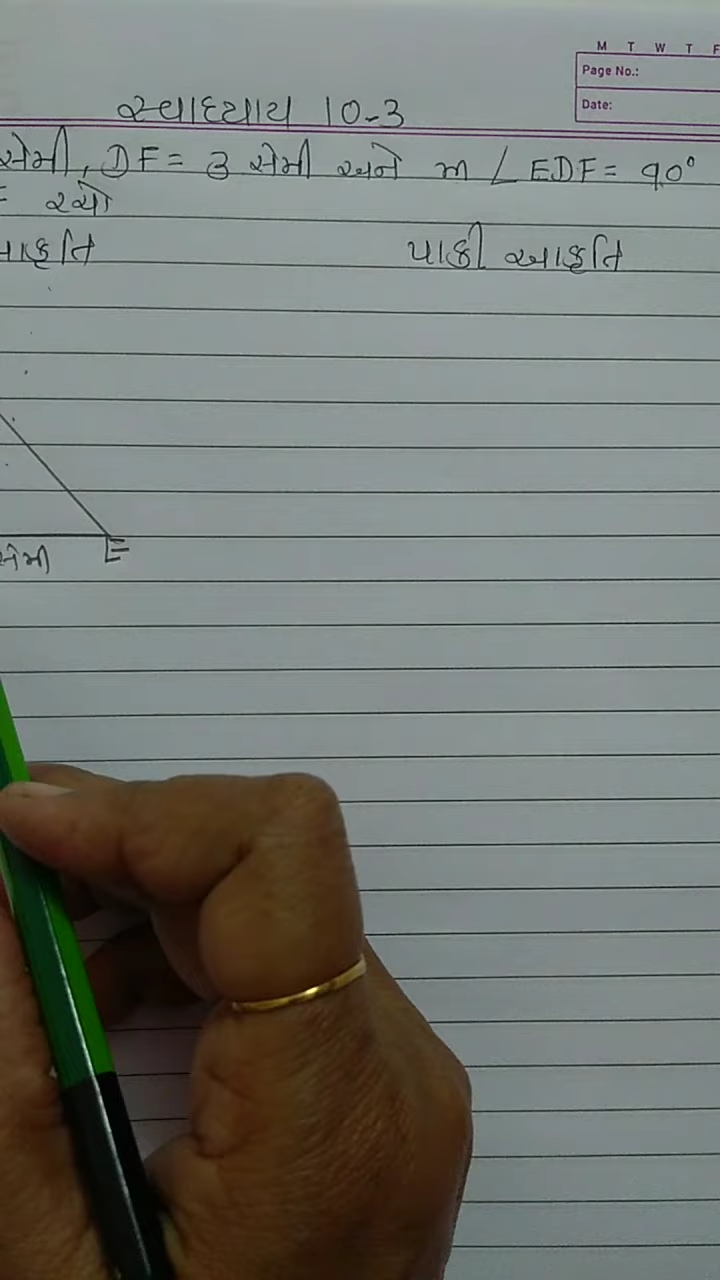 M T W T F
Page No.:
Date:
સ્વાધ્યાય 10.3
સેમી, DF = 3 સેમી અને m ∠ EDF = 90°
= રચો
પાકી આકૃતિ
સેમી E